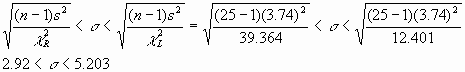 √((n−1)s²/χ²_R) < σ < √((n−1)s²/χ²_L) = √((25−1)(3.74)²/39.364) < σ < √((25−1)(3.74)²/12.401)
2.92 < σ < 5.203